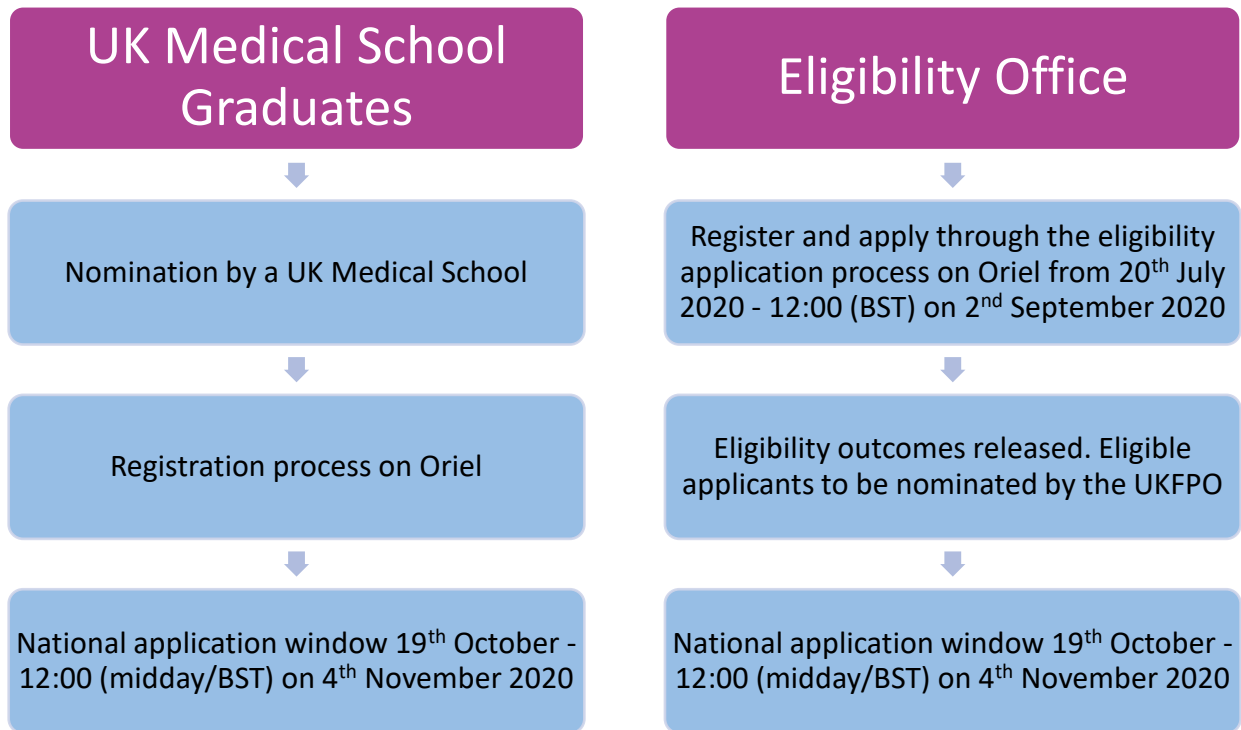 UK Medical School
Graduates
Nomination by a UK Medical School
Registration process on Oriel
National application window 19th October -
12:00 (midday/BST) on 4th November 2020
Eligibility Office
Register and apply through the eligibility
application process on Oriel from 20th July
2020 - 12:00 (BST) on 2nd September 2020
Eligibility outcomes released. Eligible
applicants to be nominated by the UKFPO
National application window 19th October -
12:00 (midday/BST) on 4th November 2020